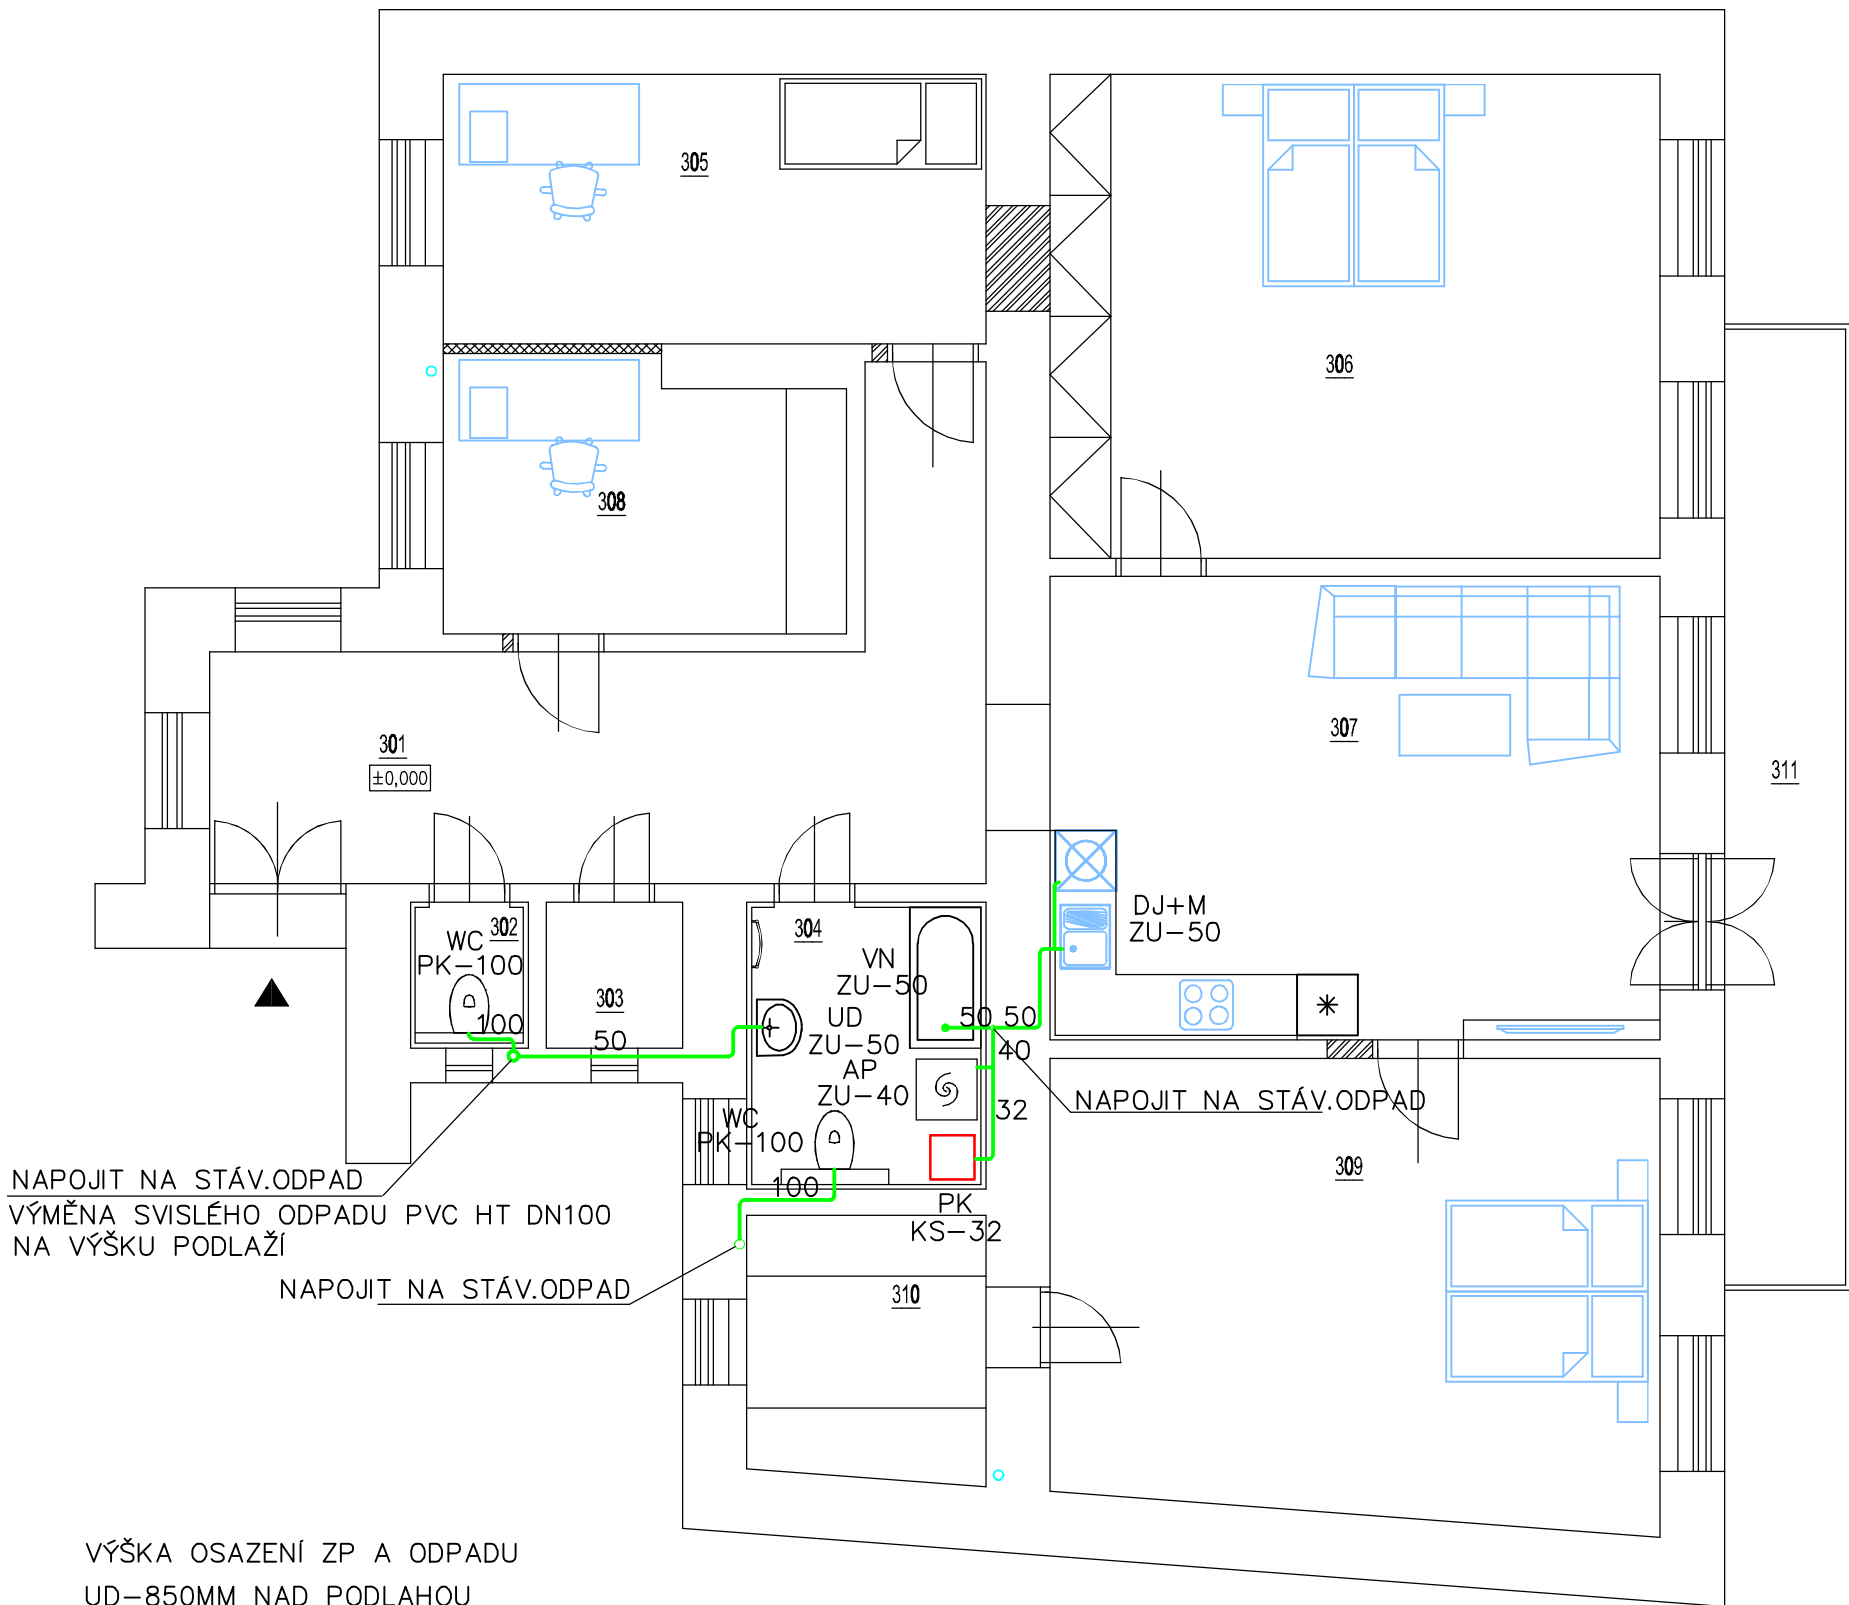 305
306
308
307
301
±0,000
311
302
WC
PK-100
304
DJ+M
ZU-50
VN
ZU-50
303
100
50
UD
ZU-50
50 50
40
AP
ZU-40
32
NAPOJIT NA STÁV.ODPAD
WC
PK-100
309
100
NAPOJIT NA STÁV.ODPAD
VÝMĚNA SVISLÉHO ODPADU PVC HT DN100
NA VÝŠKU PODLAŽÍ
PK
KS-32
NAPOJIT NA STÁV.ODPAD
310
VÝŠKA OSAZENÍ ZP A ODPADU
UD-850MM NAD PODLAHOU